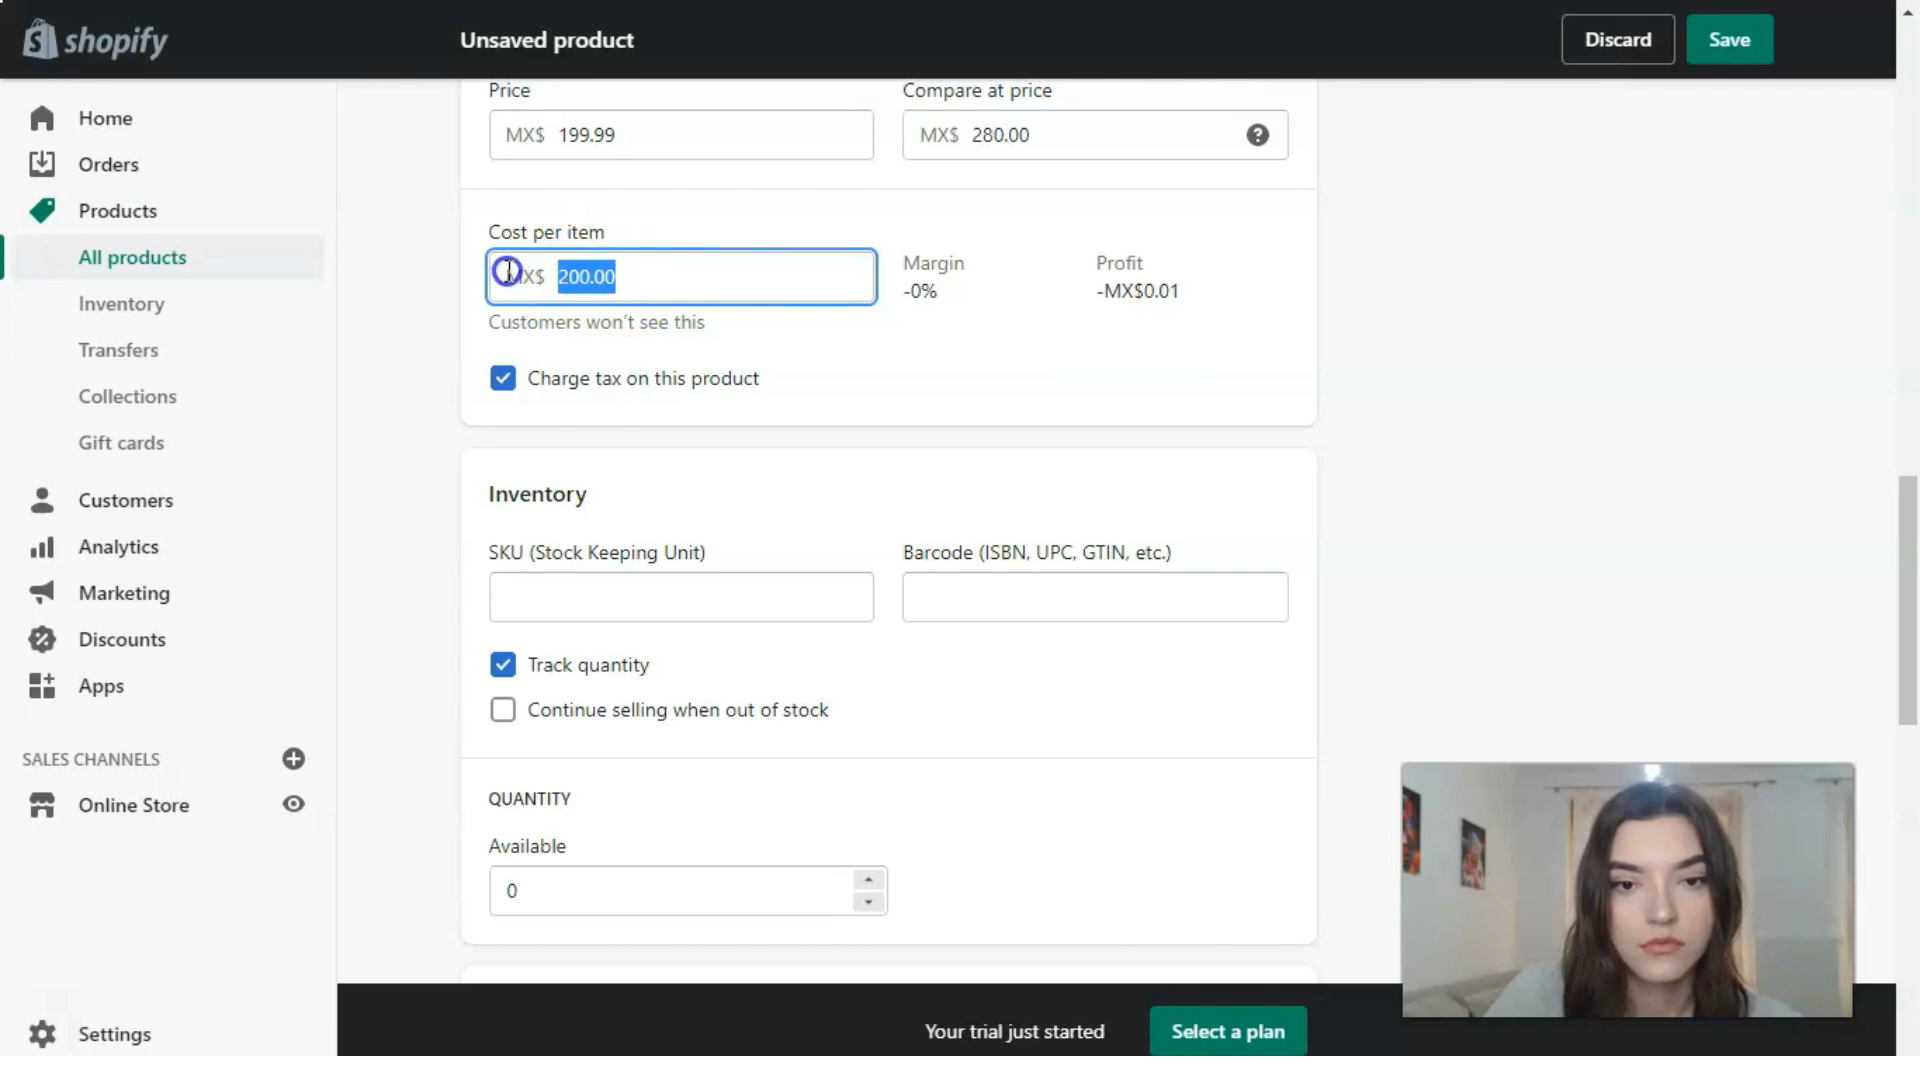 shopify
Unsaved product
Discard
Save
Home
Orders
Products
All products
Inventory
Transfers
Collections
Gift cards
Customers
Analytics
Marketing
Discounts
Apps
SALES CHANNELS
Online Store
Settings
Price
Compare at price
MX$ 199.99
MX$ 280.00
Cost per item
MX$ 200.00
Margin
-0%
Profit
-MX$0.01
Customers won't see this
Charge tax on this product
Inventory
SKU (Stock Keeping Unit)
Barcode (ISBN, UPC, GTIN, etc.)
Track quantity
Continue selling when out of stock
QUANTITY
Available
0
Your trial just started
Select a plan